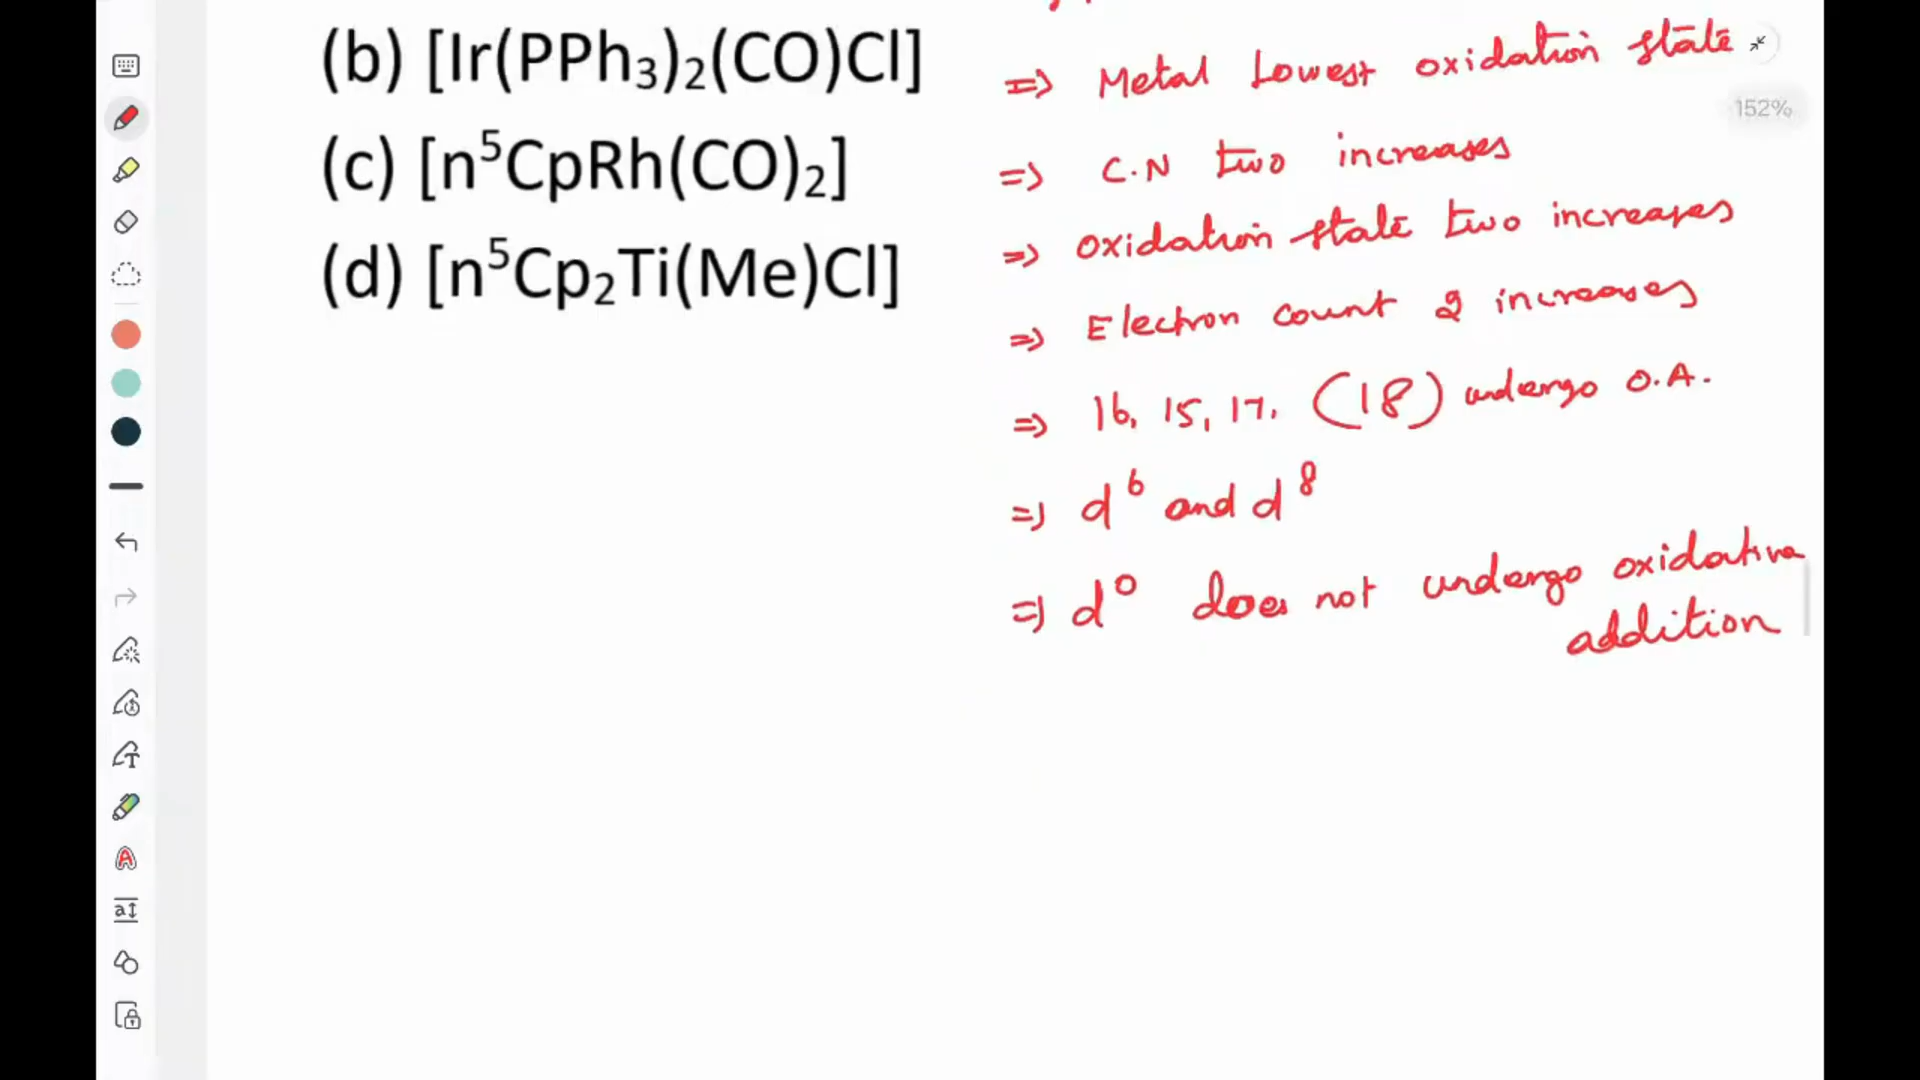 (b) [Ir(PPh₃)₂(CO)Cl]
(c) [n⁵CpRh(CO)₂]
(d) [n⁵Cp₂Ti(Me)Cl]
=> Metal Lowest oxidation state
152%
=> C.N two increases
=> oxidation state two increases
=> Electron count 2 increases
=> 16, 15, 17, (18) undergo O.A.
=> d⁶ and d⁸
=> d⁰ does not undergo oxidative
addition